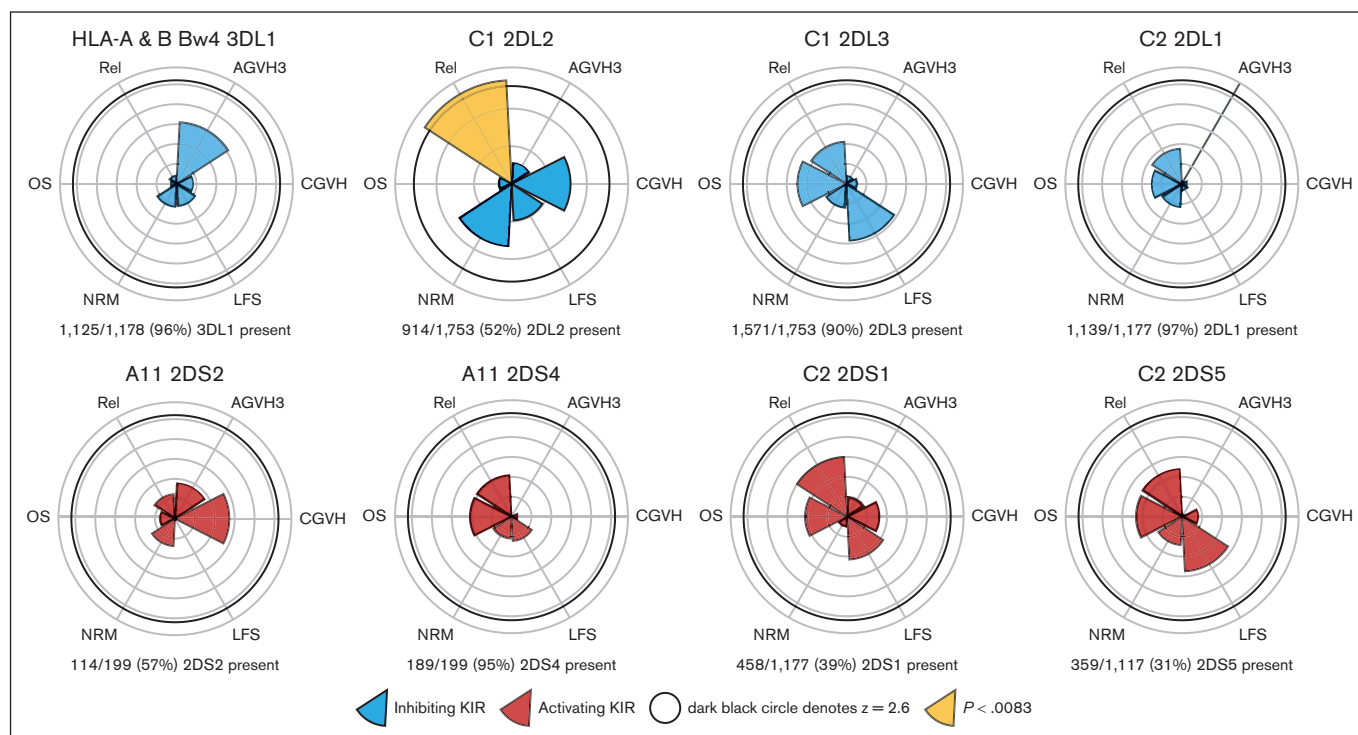 HLA-A & B Bw4 3DL1
Rel
AGVH3
OS
CGVH
NRM
LFS
1,125/1,178 (96%) 3DL1 present
C1 2DL2
Rel
AGVH3
OS
CGVH
NRM
LFS
914/1,753 (52%) 2DL2 present
C1 2DL3
Rel
AGVH3
OS
CGVH
NRM
LFS
1,571/1,753 (90%) 2DL3 present
C2 2DL1
Rel
AGVH3
OS
CGVH
NRM
LFS
1,139/1,177 (97%) 2DL1 present
A11 2DS2
Rel
AGVH3
OS
CGVH
NRM
LFS
114/199 (57%) 2DS2 present
A11 2DS4
Rel
AGVH3
OS
CGVH
NRM
LFS
189/199 (95%) 2DS4 present
C2 2DS1
Rel
AGVH3
OS
CGVH
NRM
LFS
458/1,177 (39%) 2DS1 present
C2 2DS5
Rel
AGVH3
OS
CGVH
NRM
LFS
359/1,117 (31%) 2DS5 present
Inhibiting KIR
Activating KIR
dark black circle denotes z = 2.6
P < .0083